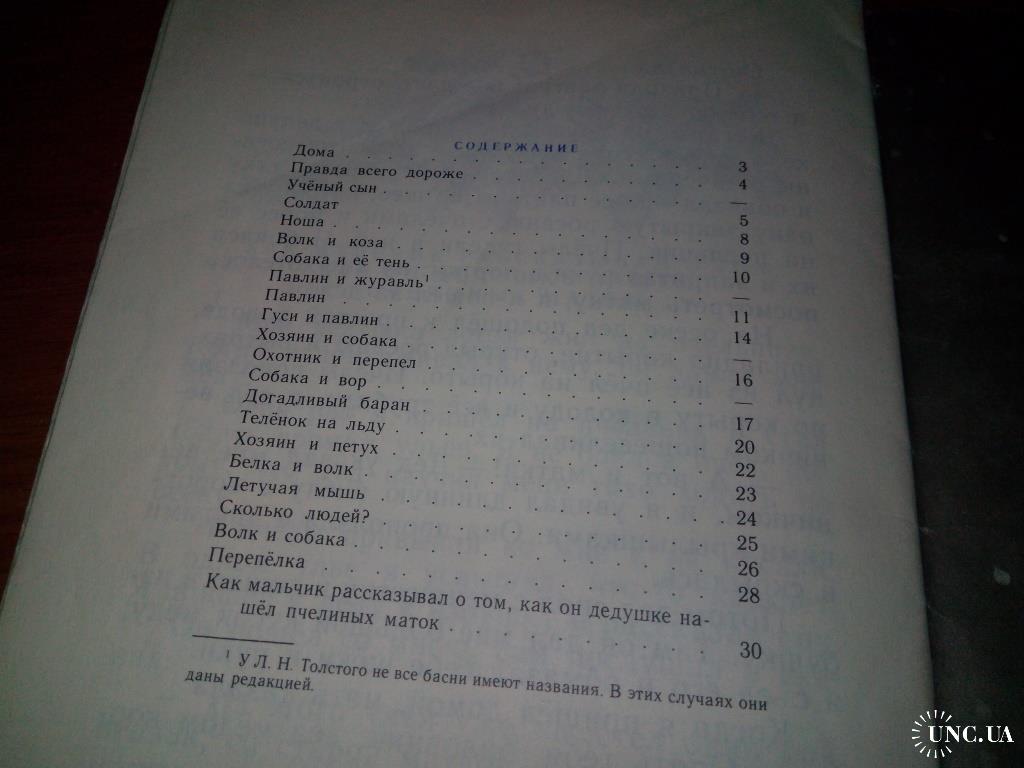 СОДЕРЖАНИЕ
Дома . . . . . . . . . . . . . . . 3
Правда всего дороже . . . . . . . . . . 4
Учёный сын . . . . . . . . . . . . . —
Солдат . . . . . . . . . . . . . . 5
Ноша . . . . . . . . . . . . . . . 8
Волк и коза . . . . . . . . . . . . . 9
Собака и её тень . . . . . . . . . . . 10
Павлин и журавль¹ . . . . . . . . . . —
Павлин . . . . . . . . . . . . . . 11
Гуси и павлин . . . . . . . . . . . . 14
Хозяин и собака . . . . . . . . . . . —
Охотник и перепел . . . . . . . . . . 16
Собака и вор . . . . . . . . . . . . —
Догадливый баран . . . . . . . . . . . 17
Телёнок на льду . . . . . . . . . . . 20
Хозяин и петух . . . . . . . . . . . . 22
Белка и волк . . . . . . . . . . . . 23
Летучая мышь . . . . . . . . . . . . 24
Сколько людей? . . . . . . . . . . . . 25
Волк и собака . . . . . . . . . . . . 26
Перепёлка . . . . . . . . . . . . . 28
Как мальчик рассказывал о том, как он дедушке на-
шёл пчелиных маток . . . . . . . . . . 30
¹ У Л. Н. Толстого не все басни имеют названия. В этих случаях они
даны редакцией.
UNC.UA